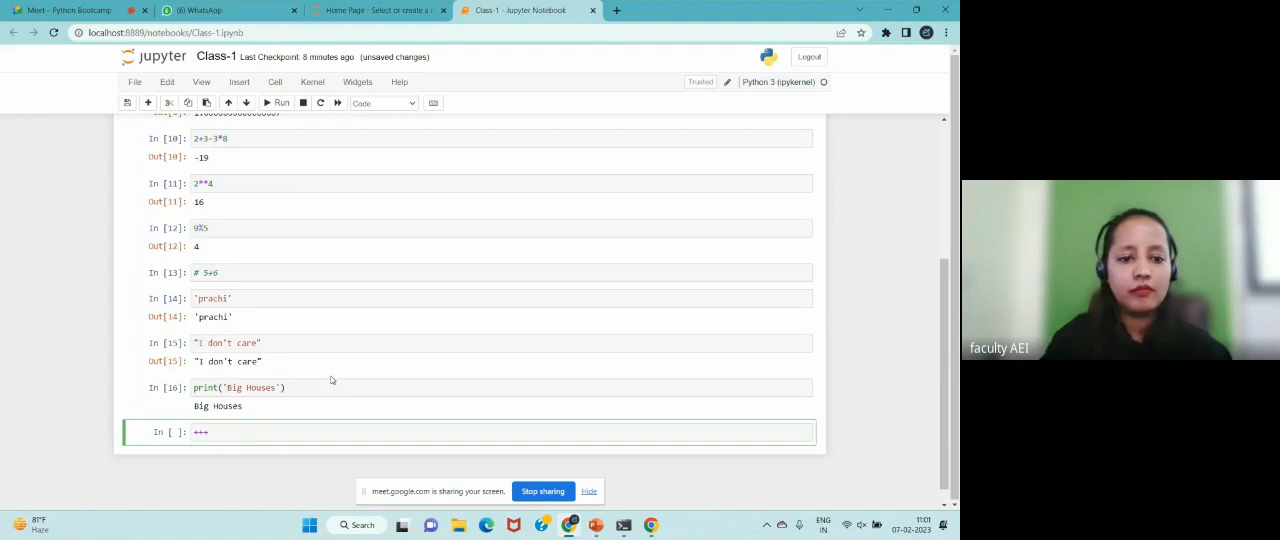 Meet – Python Bootcamp
(6) WhatsApp
Home Page - Select or create a n
Class-1 - Jupyter Notebook
localhost:8889/notebooks/Class-1.ipynb
jupyter Class-1 Last Checkpoint: 8 minutes ago (unsaved changes)
Logout
File Edit View Insert Cell Kernel Widgets Help
Trusted
Python 3 (ipykernel)
Run
Code
In [10]: 2+3-3*8
Out[10]: -19
In [11]: 2**4
Out[11]: 16
In [12]: 9%5
Out[12]: 4
In [13]: # 5+6
In [14]: 'prachi'
Out[14]: 'prachi'
In [15]: "I don't care"
Out[15]: "I don't care"
In [16]: print('Big Houses')
Big Houses
In [ ]: +++
meet.google.com is sharing your screen.
Stop sharing
Hide
faculty AEI
81°F
Haze
Search
ENG
IN
11:01
07-02-2023